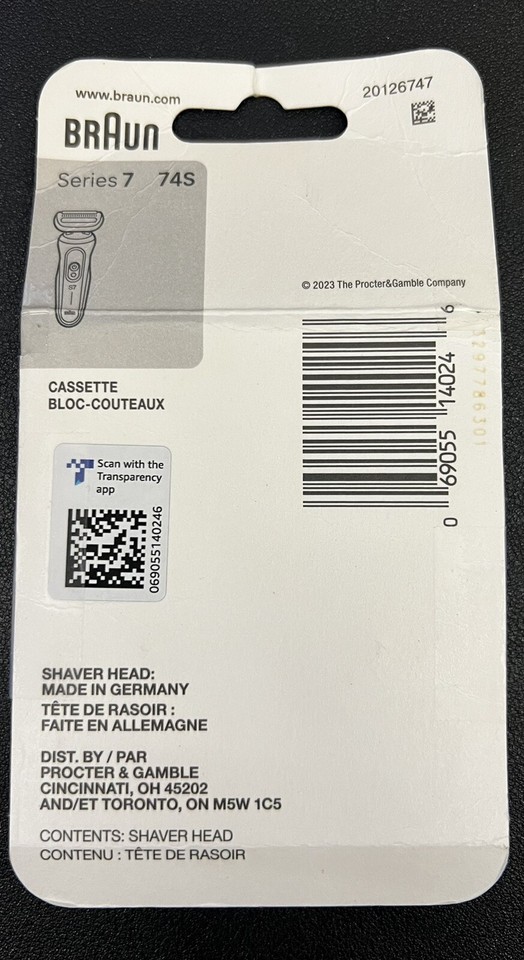 www.braun.com
20126747
BRAUN
Series 7 74S
© 2023 The Procter&Gamble Company
CASSETTE
BLOC-COUTEAUX
0 69055 14024 6
Scan with the
Transparency
app
069055140246
SHAVER HEAD:
MADE IN GERMANY
TÊTE DE RASOIR :
FAITE EN ALLEMAGNE
DIST. BY / PAR
PROCTER & GAMBLE
CINCINNATI, OH 45202
AND/ET TORONTO, ON M5W 1C5
CONTENTS: SHAVER HEAD
CONTENU : TÊTE DE RASOIR